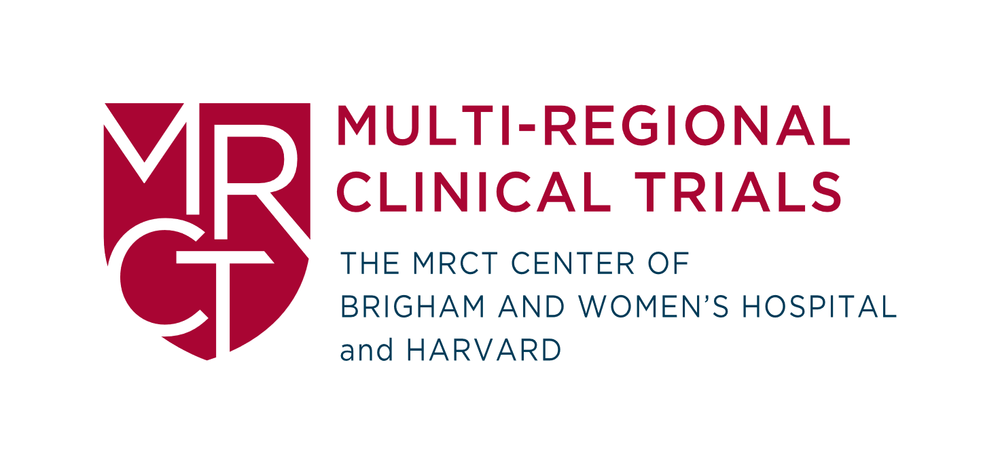 MRCT
MULTI-REGIONAL
CLINICAL TRIALS
THE MRCT CENTER OF
BRIGHAM AND WOMEN’S HOSPITAL
and HARVARD